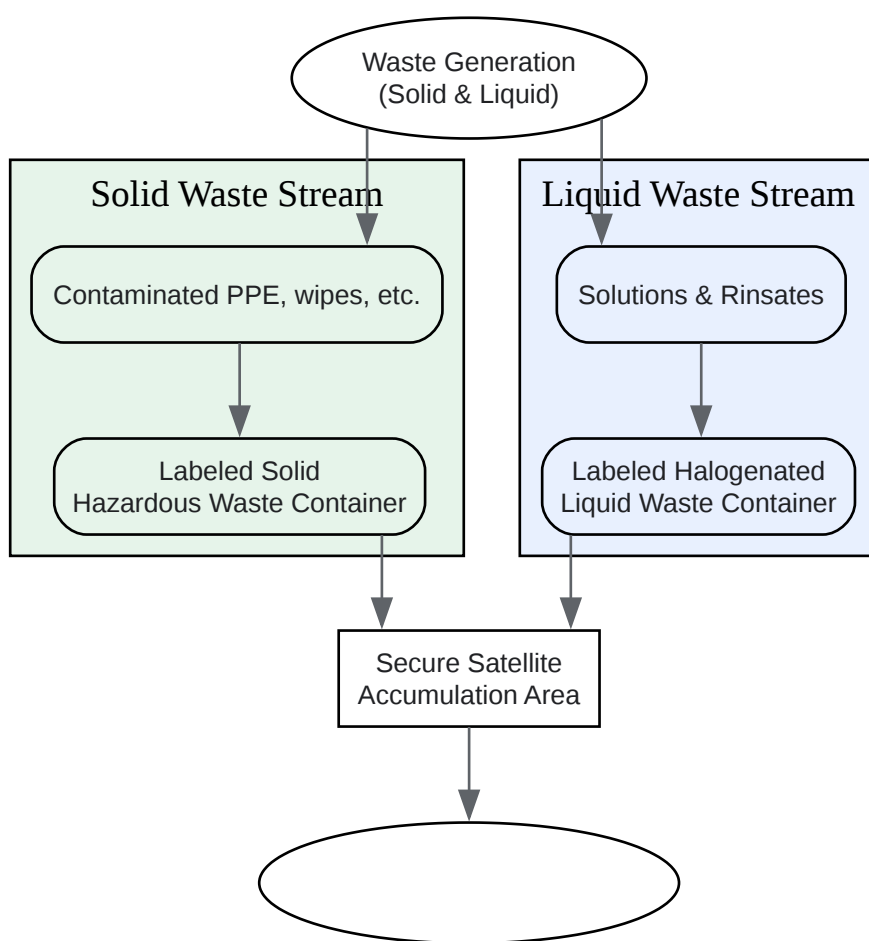 Waste Generation
(Solid & Liquid)
Solid Waste Stream
Liquid Waste Stream
Contaminated PPE, wipes, etc.
Solutions & Rinsates
Labeled Solid
Hazardous Waste Container
Labeled Halogenated
Liquid Waste Container
Secure Satellite
Accumulation Area